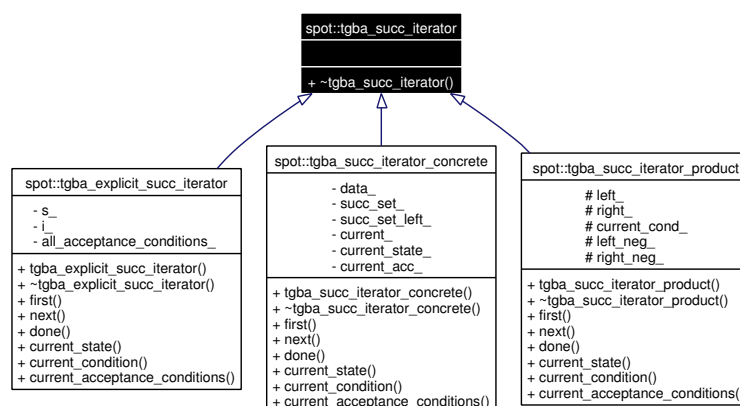 spot::tgba_succ_iterator
+ ~tgba_succ_iterator()
spot::tgba_explicit_succ_iterator
- s_
- i_
- all_acceptance_conditions_
+ tgba_explicit_succ_iterator()
+ ~tgba_explicit_succ_iterator()
+ first()
+ next()
+ done()
+ current_state()
+ current_condition()
+ current_acceptance_conditions()
spot::tgba_succ_iterator_concrete
- data_
- succ_set_
- succ_set_left_
- current_
- current_state_
- current_acc_
+ tgba_succ_iterator_concrete()
+ ~tgba_succ_iterator_concrete()
+ first()
+ next()
+ done()
+ current_state()
+ current_condition()
+ current_acceptance_conditions()
spot::tgba_succ_iterator_product
# left_
# right_
# current_cond_
# left_neg_
# right_neg_
+ tgba_succ_iterator_product()
+ ~tgba_succ_iterator_product()
+ first()
+ next()
+ done()
+ current_state()
+ current_condition()
+ current_acceptance_conditions(